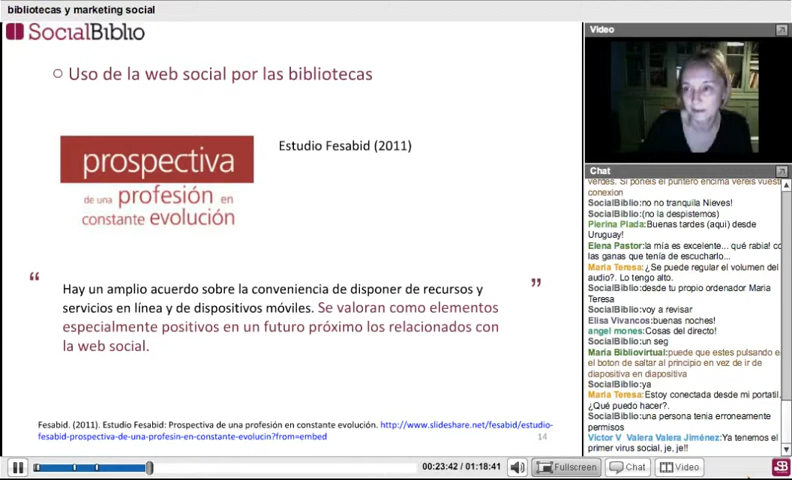 bibliotecas y marketing social
SocialBiblio
Uso de la web social por las bibliotecas
prospectiva
de una profesión en
constante evolución
Estudio Fesabid (2011)
“
”
Hay un amplio acuerdo sobre la conveniencia de disponer de recursos y
servicios en línea y de dispositivos móviles. Se valoran como elementos
especialmente positivos en un futuro próximo los relacionados con
la web social.
Fesabid. (2011). Estudio Fesabid: Prospectiva de una profesión en constante evolución. http://www.slideshare.net/fesabid/estudio-
fesabid-prospectiva-de-una-profesin-en-constante-evolucin?from=embed
14
Video
Chat
verdes. Si poneis el puntero encima vereis vuest
conexion
SocialBiblio:no no tranquila Nieves!
SocialBiblio:(no la despistemos)
Pierina Plada:Buenas tardes (aqui) desde
Uruguay!
Elena Pastor:la mía es excelente... qué rabia! co
las ganas que tenía de escucharlo...
Maria Teresa:¿Se puede regular el volumen del
audio?. Lo tengo alto.
SocialBiblio:desde tu propio ordenador Maria
Teresa
SocialBiblio:voy a revisar
Elisa Vivancos:buenas noches!
angel mones:Cosas del directo!
SocialBiblio:un seg
Maria Bibliovirtual:puede que estes pulsando e
el boton de saltar al principio en vez de ir de
diapositiva en diapositiva
SocialBiblio:ya
Maria Teresa:Estoy conectada desde mi portatil.
¿Qué puedo hacer?.
SocialBiblio:una persona tenia erroneamente
permisos
Victor V Valera Valera Jiménez:Ya tenemos el
primer virus social, je, je!!
00:23:42 / 01:18:41
Fullscreen
Chat
Video
SB